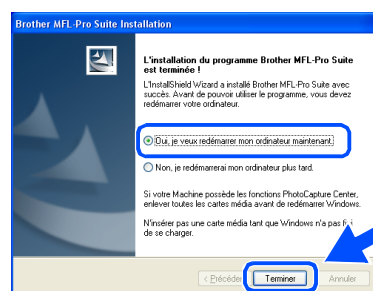 Brother MFL-Pro Suite Installation
L'installation du programme Brother MFL-Pro Suite
est terminée !
L'InstallShield Wizard a installé Brother MFL-Pro Suite avec
succès. Avant de pouvoir utiliser le programme, vous devez
redémarrer votre ordinateur.
Oui, je veux redémarrer mon ordinateur maintenant.
Non, je redémarrerai mon ordinateur plus tard.
Si votre Machine possède les fonctions PhotoCapture Center,
enlever toutes les cartes média avant de redémarrer Windows.
N'insérer pas une carte média tant que Windows n'a pas
de se charger.
< Précéden
Terminer
Annuler